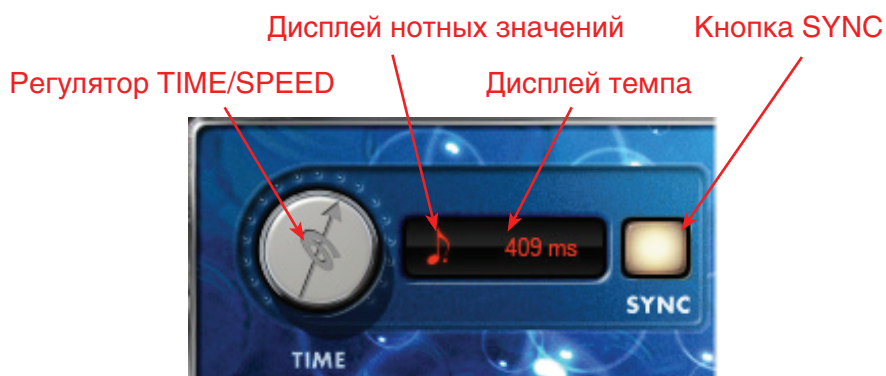 Дисплей нотных значений Кнопка SYNC
Регулятор TIME/SPEED Дисплей темпа
409 ms
SYNC
TIME